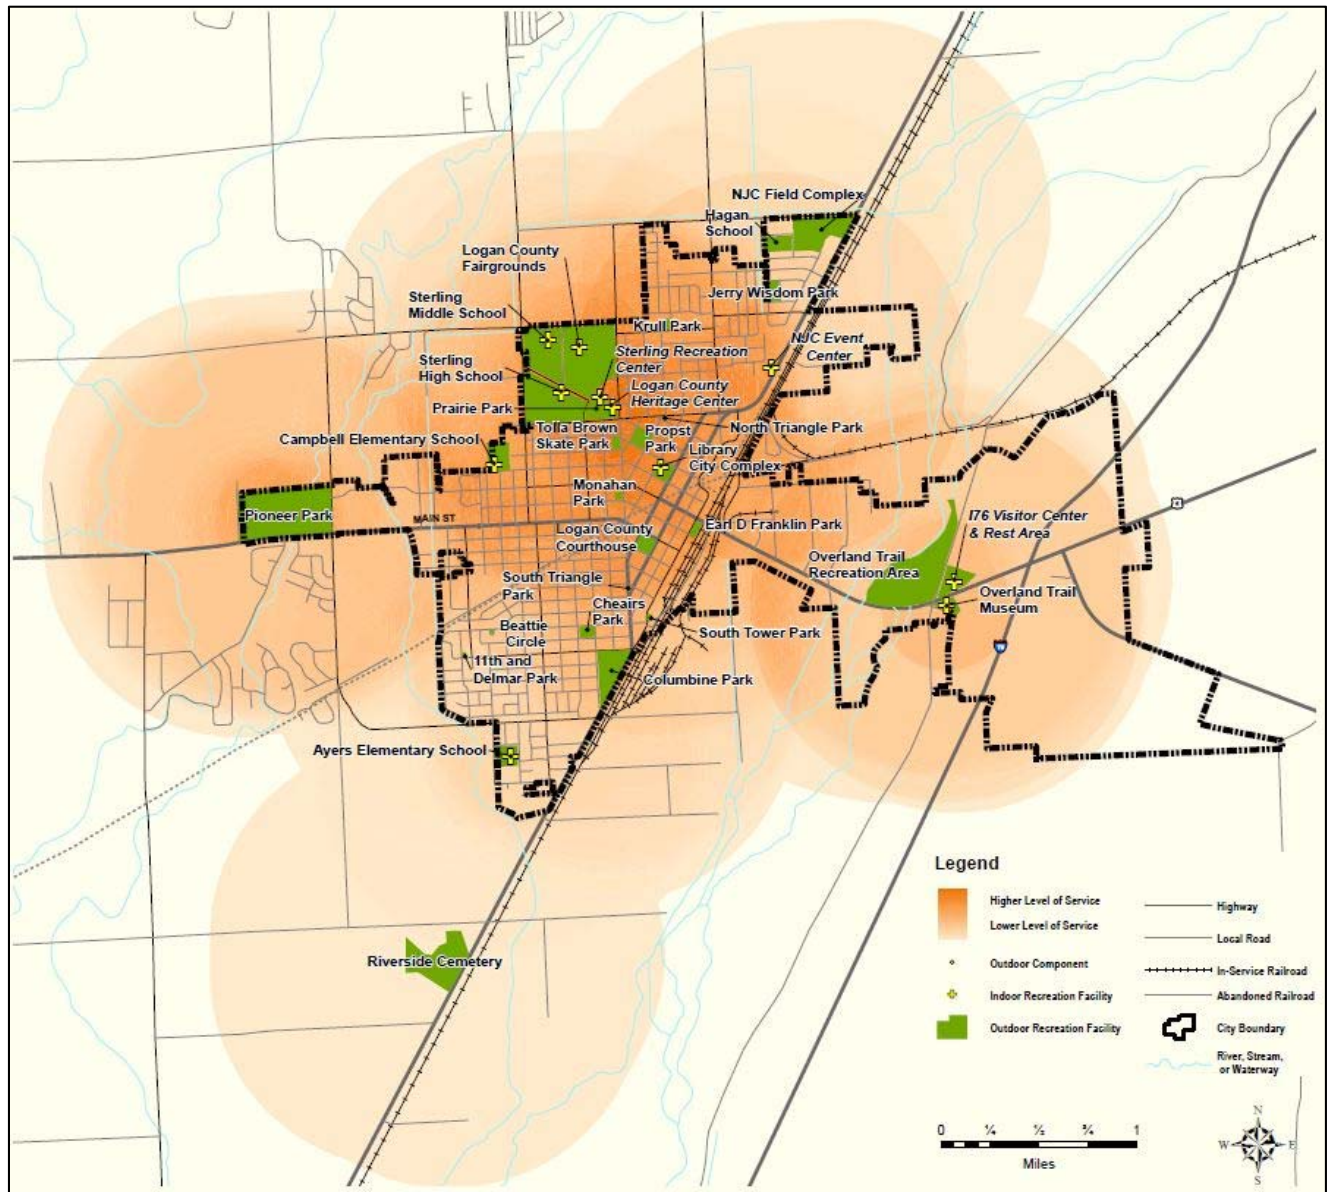 NJC Field Complex
Hagan
School
Logan County
Fairgrounds
Jerry Wisdom Park
Sterling
Middle School
Krull Park
NJC Event
Center
Sterling Recreation
Center
Sterling
High School
Logan County
Heritage Center
Prairie Park
North Triangle Park
Tolla Brown
Skate Park
Propst
Park
Campbell Elementary School
Library
City Complex
Monahan
Park
Pioneer Park
MAIN ST
Earl D Franklin Park
I76 Visitor Center
& Rest Area
Logan County
Courthouse
Overland Trail
Recreation Area
South Triangle
Park
Overland Trail
Museum
Cheairs
Park
Beattie
Circle
South Tower Park
11th and
Delmar Park
Columbine Park
Ayers Elementary School
Riverside Cemetery
Legend
Higher Level of Service
Lower Level of Service
Outdoor Component
Indoor Recreation Facility
Outdoor Recreation Facility
Highway
Local Road
In-Service Railroad
Abandoned Railroad
City Boundary
River, Stream,
or Waterway
0 ¼ ½ ¾ 1
Miles
N
W E
S